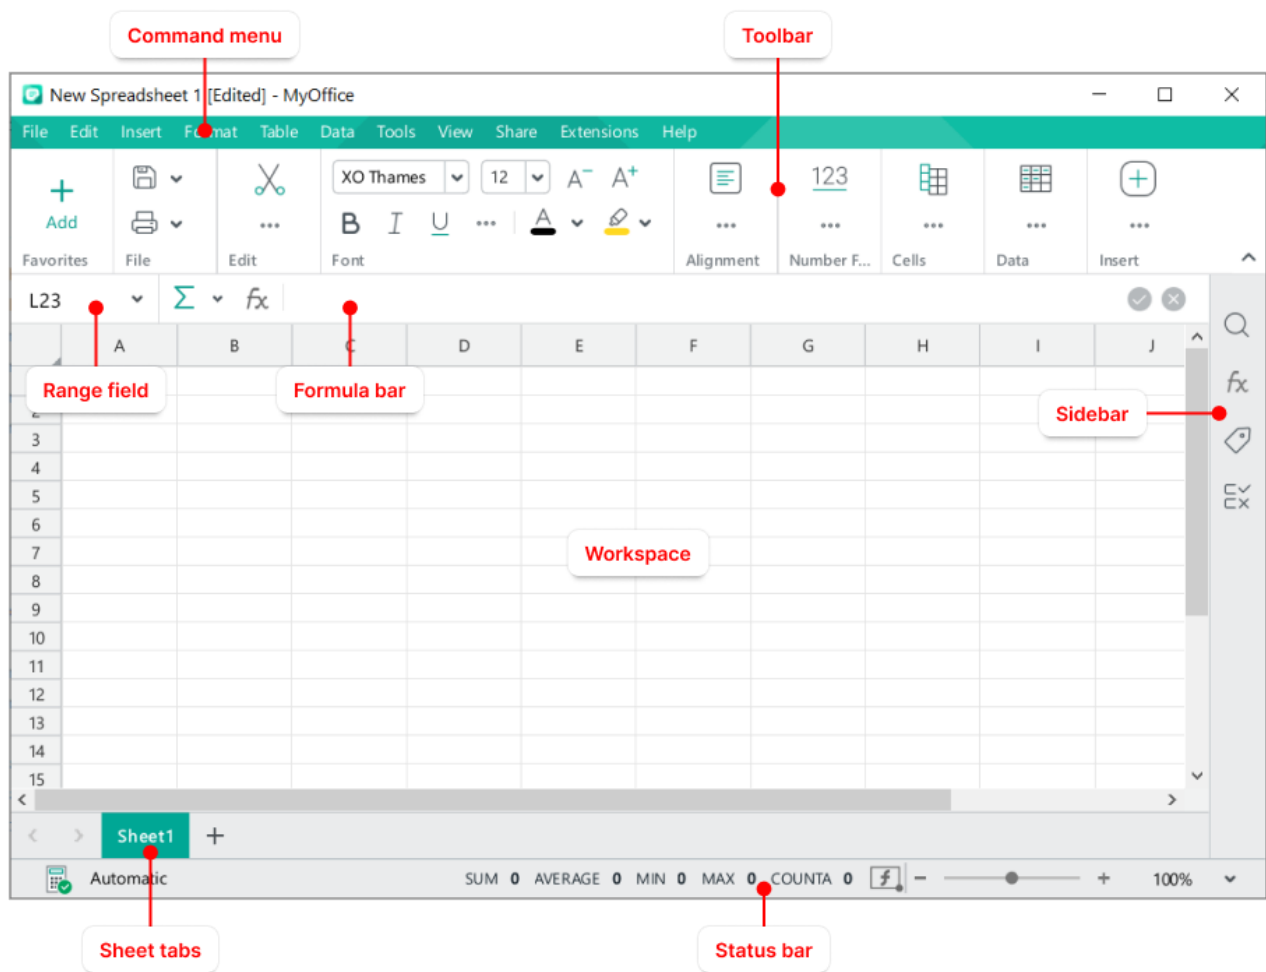 Command menu
Toolbar
New Spreadsheet 1 [Edited] - MyOffice
File Edit Insert Format Table Data Tools View Share Extensions Help
XO Thames 12 A− A+ 123
Add B I U A
Favorites File Edit Font Alignment Number F... Cells Data Insert
L23 Σ fx
A B C D E F G H I J
Range field
Formula bar
fx
Sidebar
2
3
4
5
6
7
Workspace
8
9
10
11
12
13
14
15
Sheet1 +
Automatic SUM 0 AVERAGE 0 MIN 0 MAX 0 COUNTA 0 − + 100%
Sheet tabs
Status bar